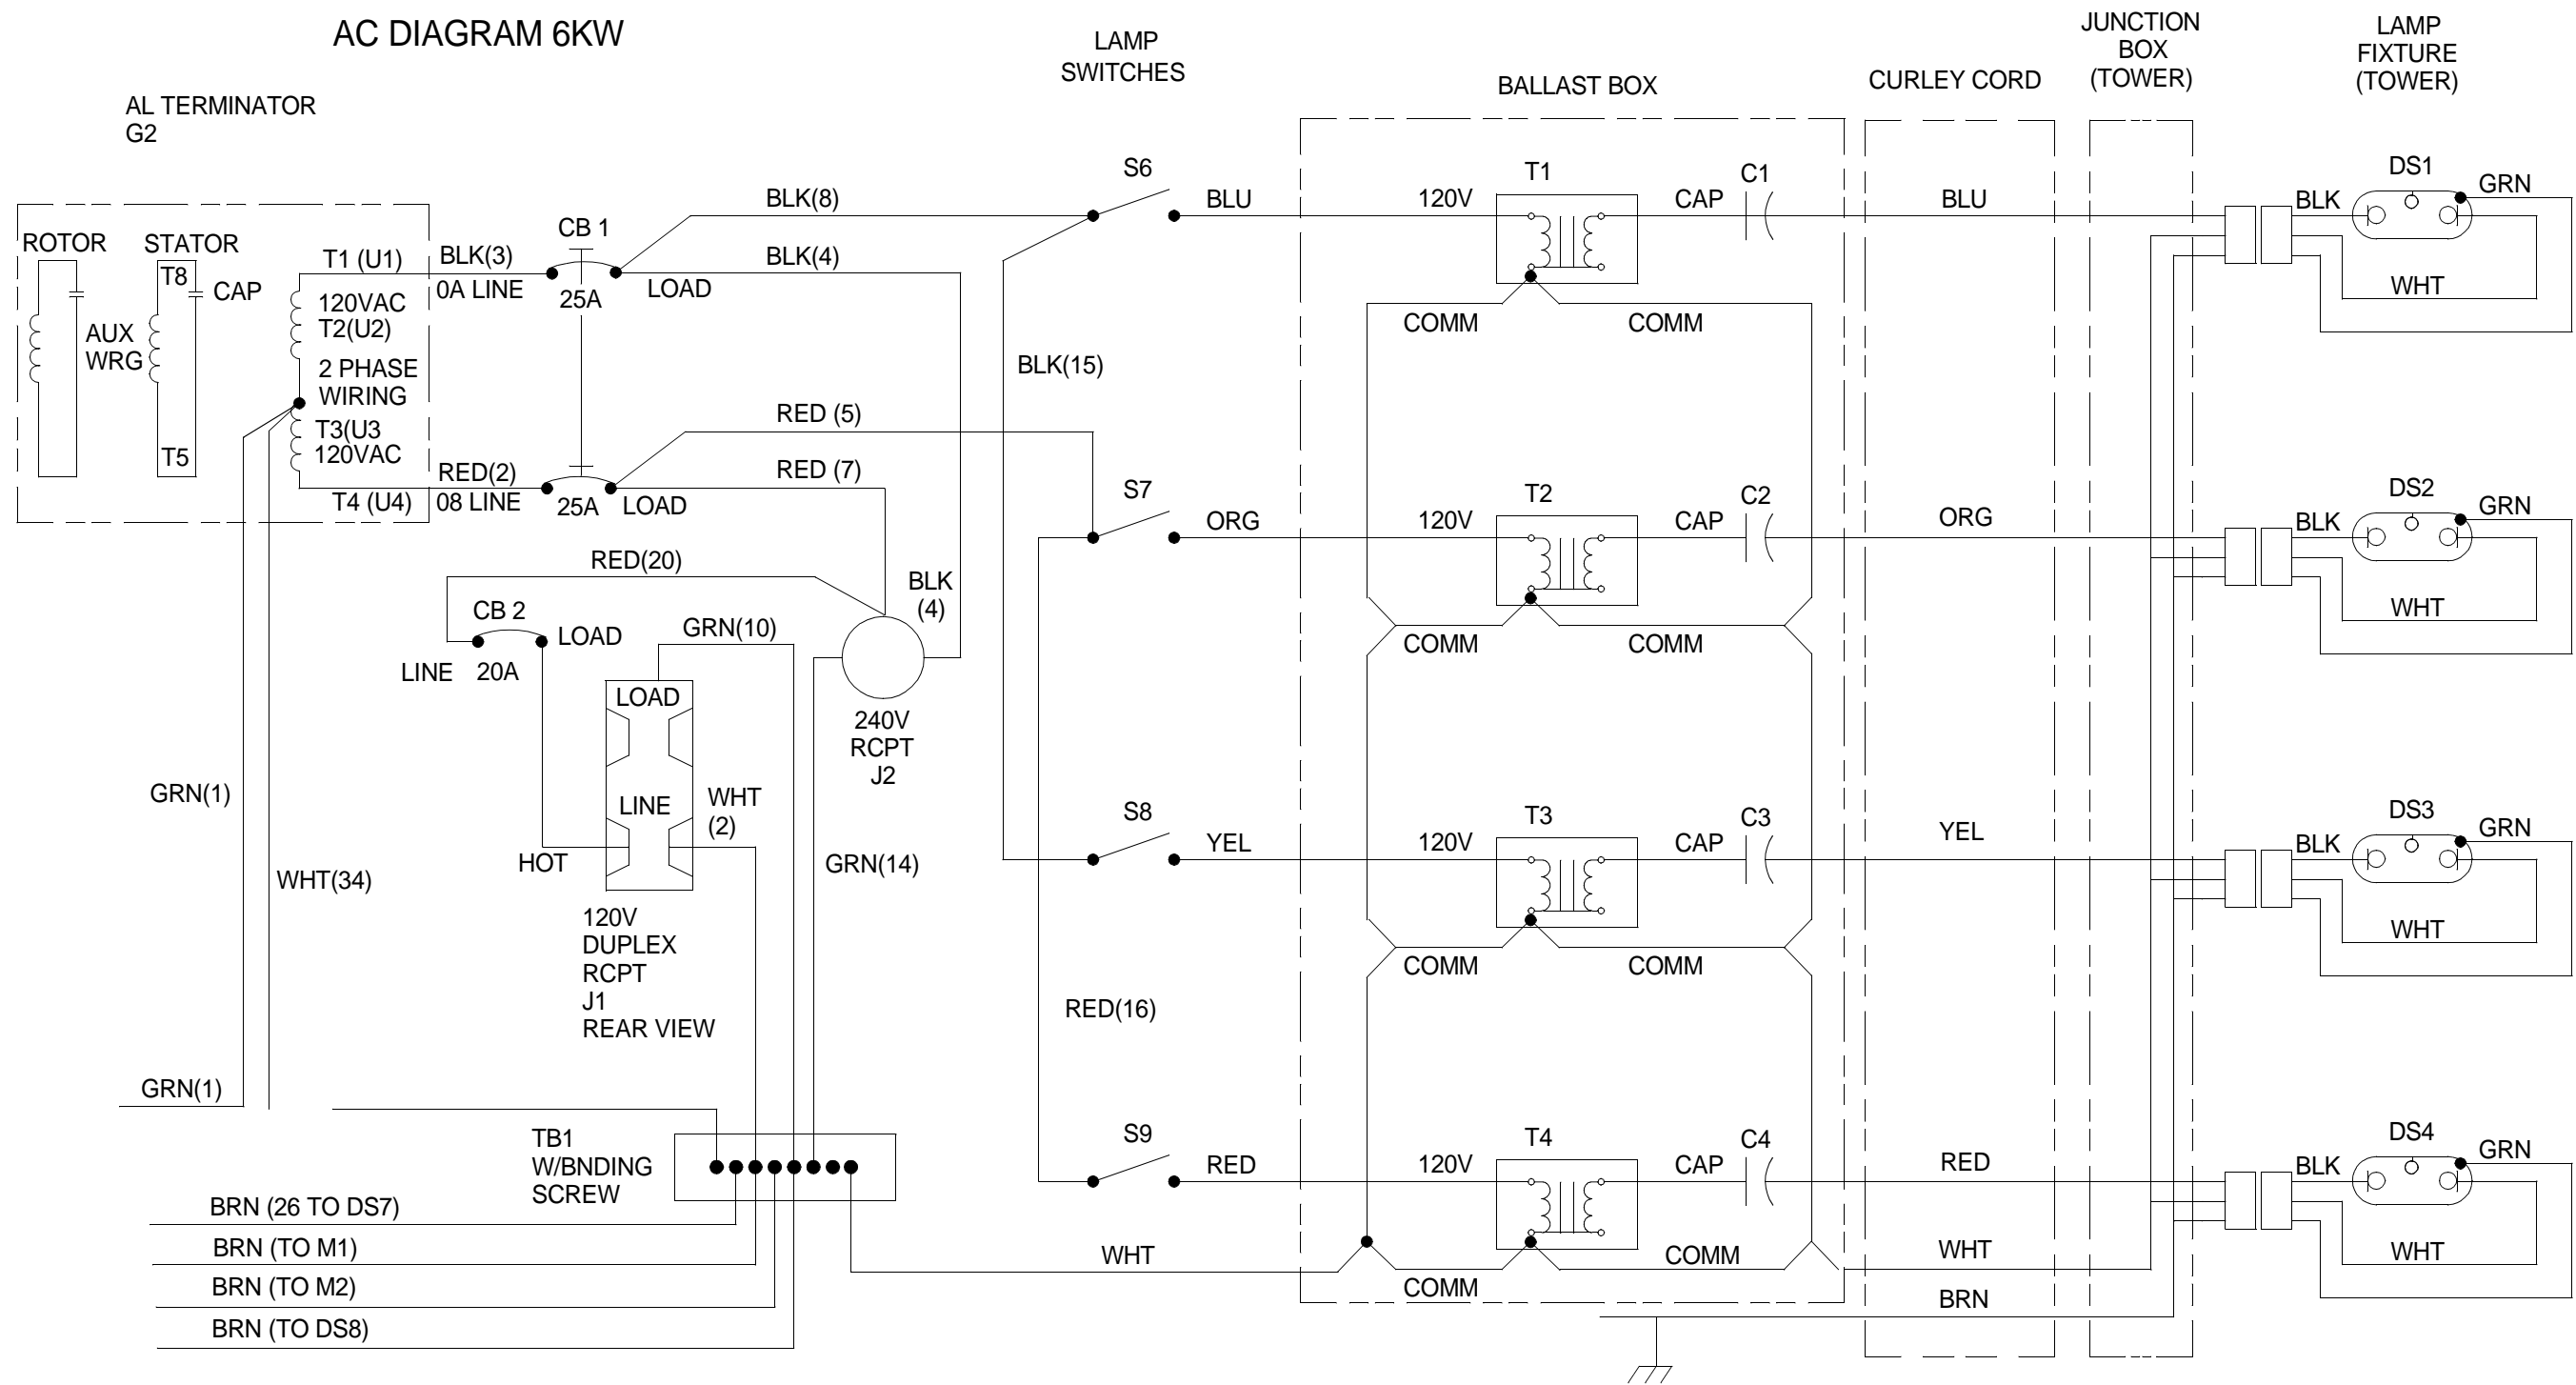 AC DIAGRAM 6KW
AL TERMINATOR
G2
LAMP
SWITCHES
BALLAST BOX
CURLEY CORD
JUNCTION
BOX
(TOWER)
LAMP
FIXTURE
(TOWER)
ROTOR
STATOR
T8
CAP
AUX
WRG
T5
T1 (U1)
120VAC
T2(U2)
2 PHASE
WIRING
T3(U3
120VAC
T4 (U4)
BLK(3)
0A LINE
CB 1
25A
LOAD
BLK(8)
BLK(4)
RED(2)
08 LINE
25A
LOAD
RED (5)
RED (7)
RED(20)
BLK
(4)
CB 2
LOAD
LINE
20A
GRN(10)
LOAD
LINE
HOT
WHT
(2)
240V
RCPT
J2
GRN(14)
120V
DUPLEX
RCPT
J1
REAR VIEW
GRN(1)
WHT(34)
GRN(1)
TB1
W/BNDING
SCREW
BRN (26 TO DS7)
BRN (TO M1)
BRN (TO M2)
BRN (TO DS8)
S6
BLU
BLK(15)
S7
ORG
S8
YEL
RED(16)
S9
RED
WHT
120V
T1
CAP
C1
COMM
COMM
120V
T2
CAP
C2
COMM
COMM
120V
T3
CAP
C3
COMM
COMM
120V
T4
CAP
C4
COMM
COMM
BLU
ORG
YEL
RED
WHT
BRN
DS1
BLK
GRN
WHT
DS2
BLK
GRN
WHT
DS3
BLK
GRN
WHT
DS4
BLK
GRN
WHT